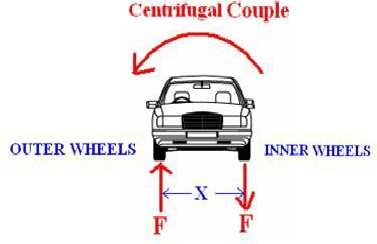 Centrifugal Couple
OUTER WHEELS
INNER WHEELS
X
F
F